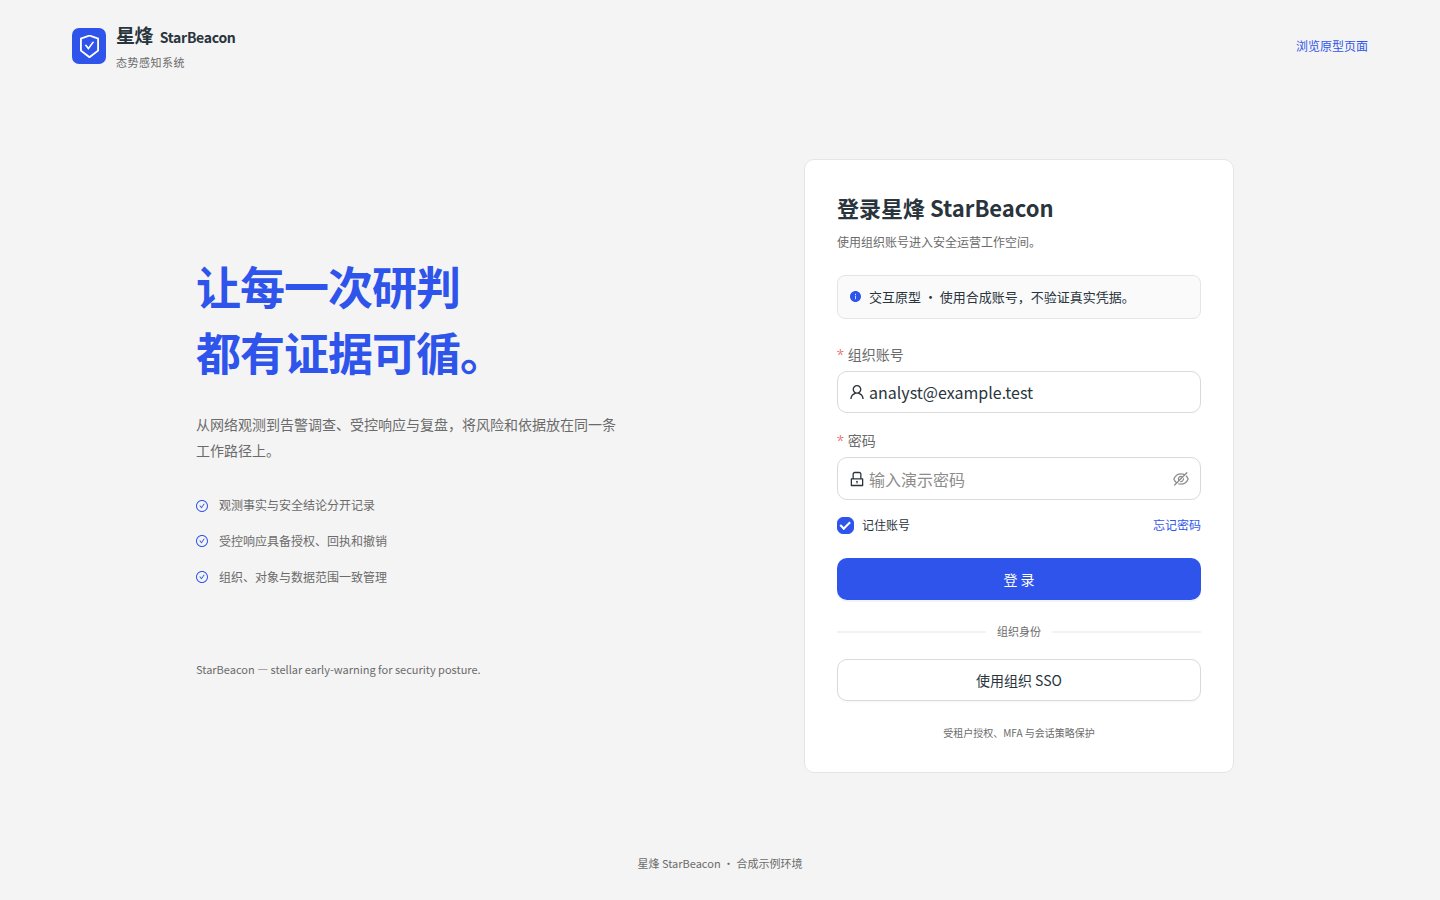 星烽 StarBeacon
态势感知系统
浏览原型页面
让每一次研判
都有证据可循。
从网络观测到告警调查、受控响应与复盘，将风险和依据放在同一条
工作路径上。
观测事实与安全结论分开记录
受控响应具备授权、回执和撤销
组织、对象与数据范围一致管理
StarBeacon — stellar early-warning for security posture.
登录星烽 StarBeacon
使用组织账号进入安全运营工作空间。
交互原型 · 使用合成账号，不验证真实凭据。
* 组织账号
analyst@example.test
* 密码
输入演示密码
记住账号
忘记密码
登 录
组织身份
使用组织 SSO
受租户授权、MFA 与会话策略保护
星烽 StarBeacon · 合成示例环境